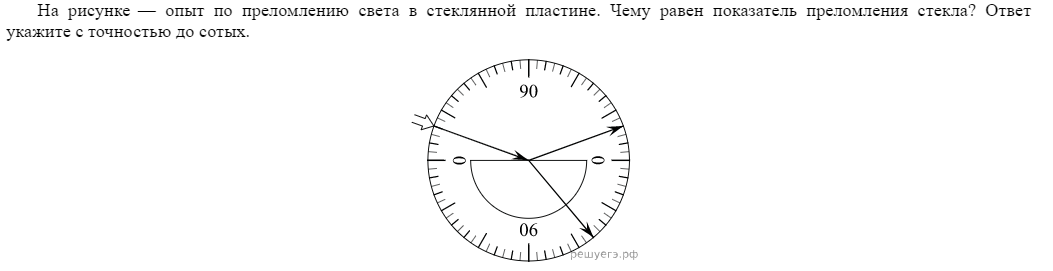 На рисунке — опыт по преломлению света в стеклянной пластине. Чему равен показатель преломления стекла? Ответ
укажите с точностью до сотых.
90
0 0
90
решуегэ.рф